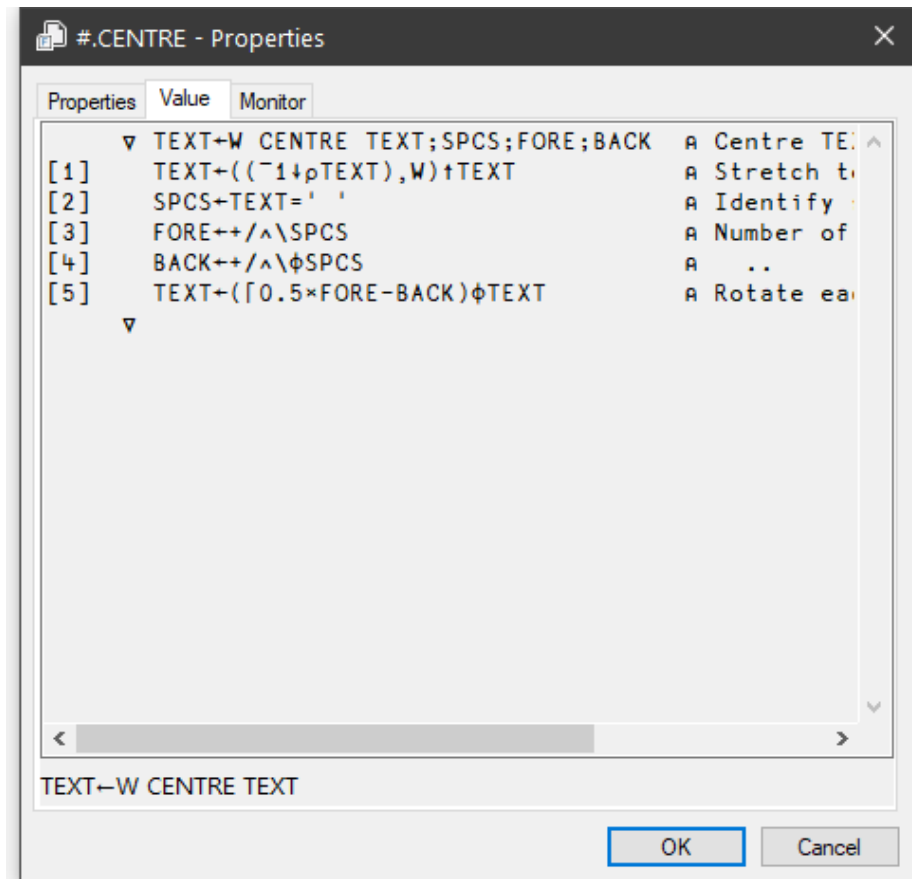 #.CENTRE - Properties
Properties Value Monitor
∇ TEXT←W CENTRE TEXT;SPCS;FORE;BACK ⍝ Centre
[1] TEXT←((¯1↓⍴TEXT),W)↑TEXT ⍝ Stretch
[2] SPCS←TEXT=' ' ⍝ Identify
[3] FORE←+/∧\SPCS ⍝ Number of
[4] BACK←+/∧\⌽SPCS ⍝ ..
[5] TEXT←(⌈0.5×FORE-BACK)⌽TEXT ⍝ Rotate
∇
TEXT←W CENTRE TEXT
OK Cancel